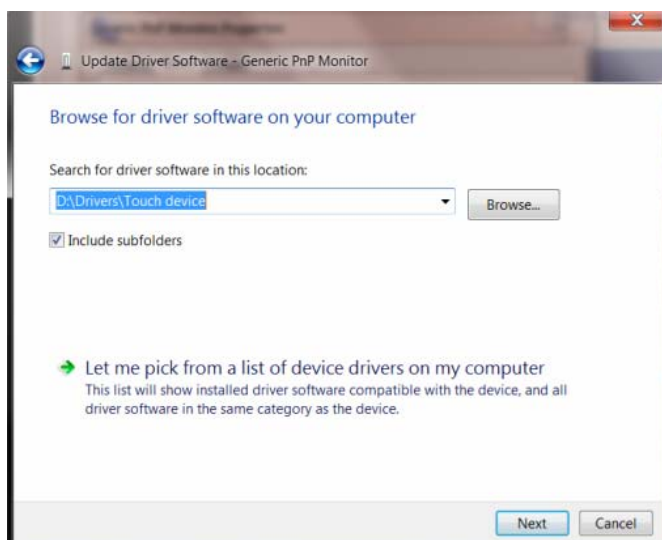 Update Driver Software - Generic PnP Monitor
Browse for driver software on your computer
Search for driver software in this location:
D:\Drivers\Touch device
Browse...
Include subfolders
Let me pick from a list of device drivers on my computer
This list will show installed driver software compatible with the device, and all
driver software in the same category as the device.
Next
Cancel